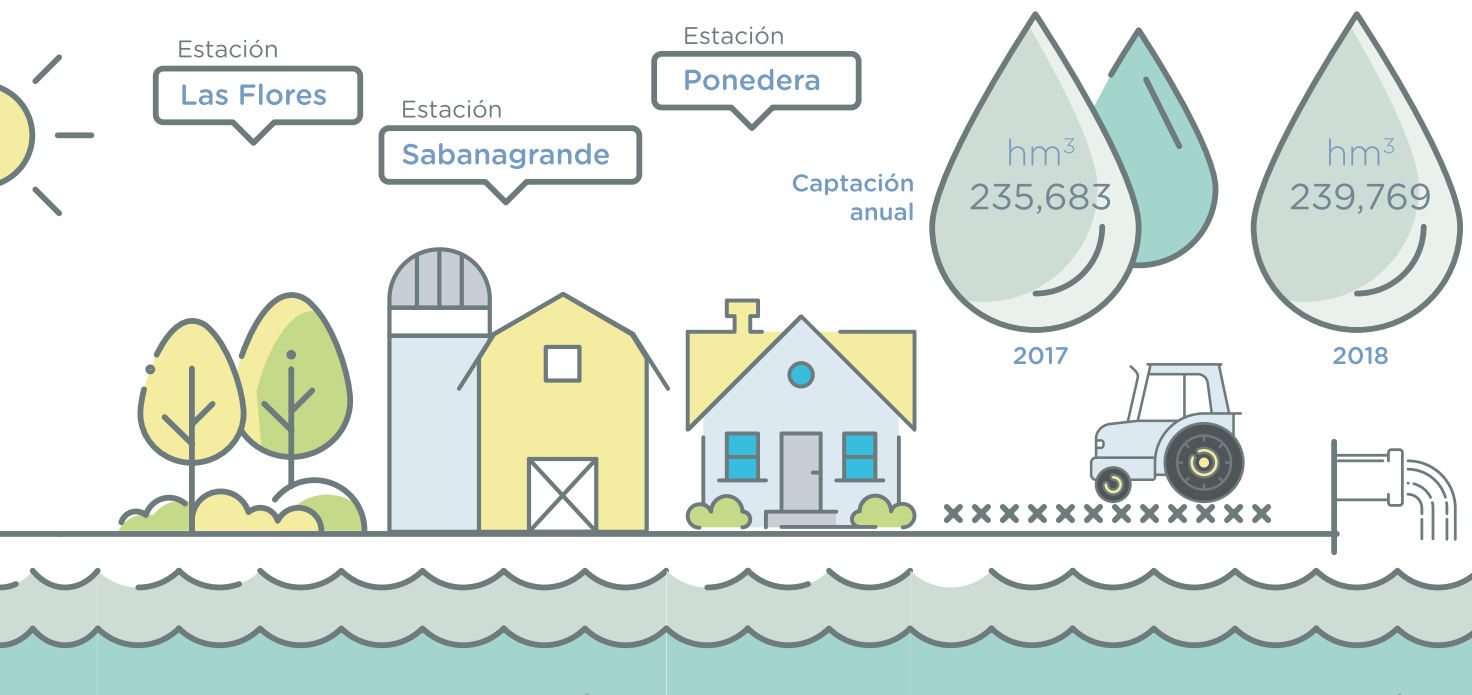 Estación
Las Flores
Estación
Sabanagrande
Estación
Ponedera
Captación
anual
hm³
235,683
2017
hm³
239,769
2018